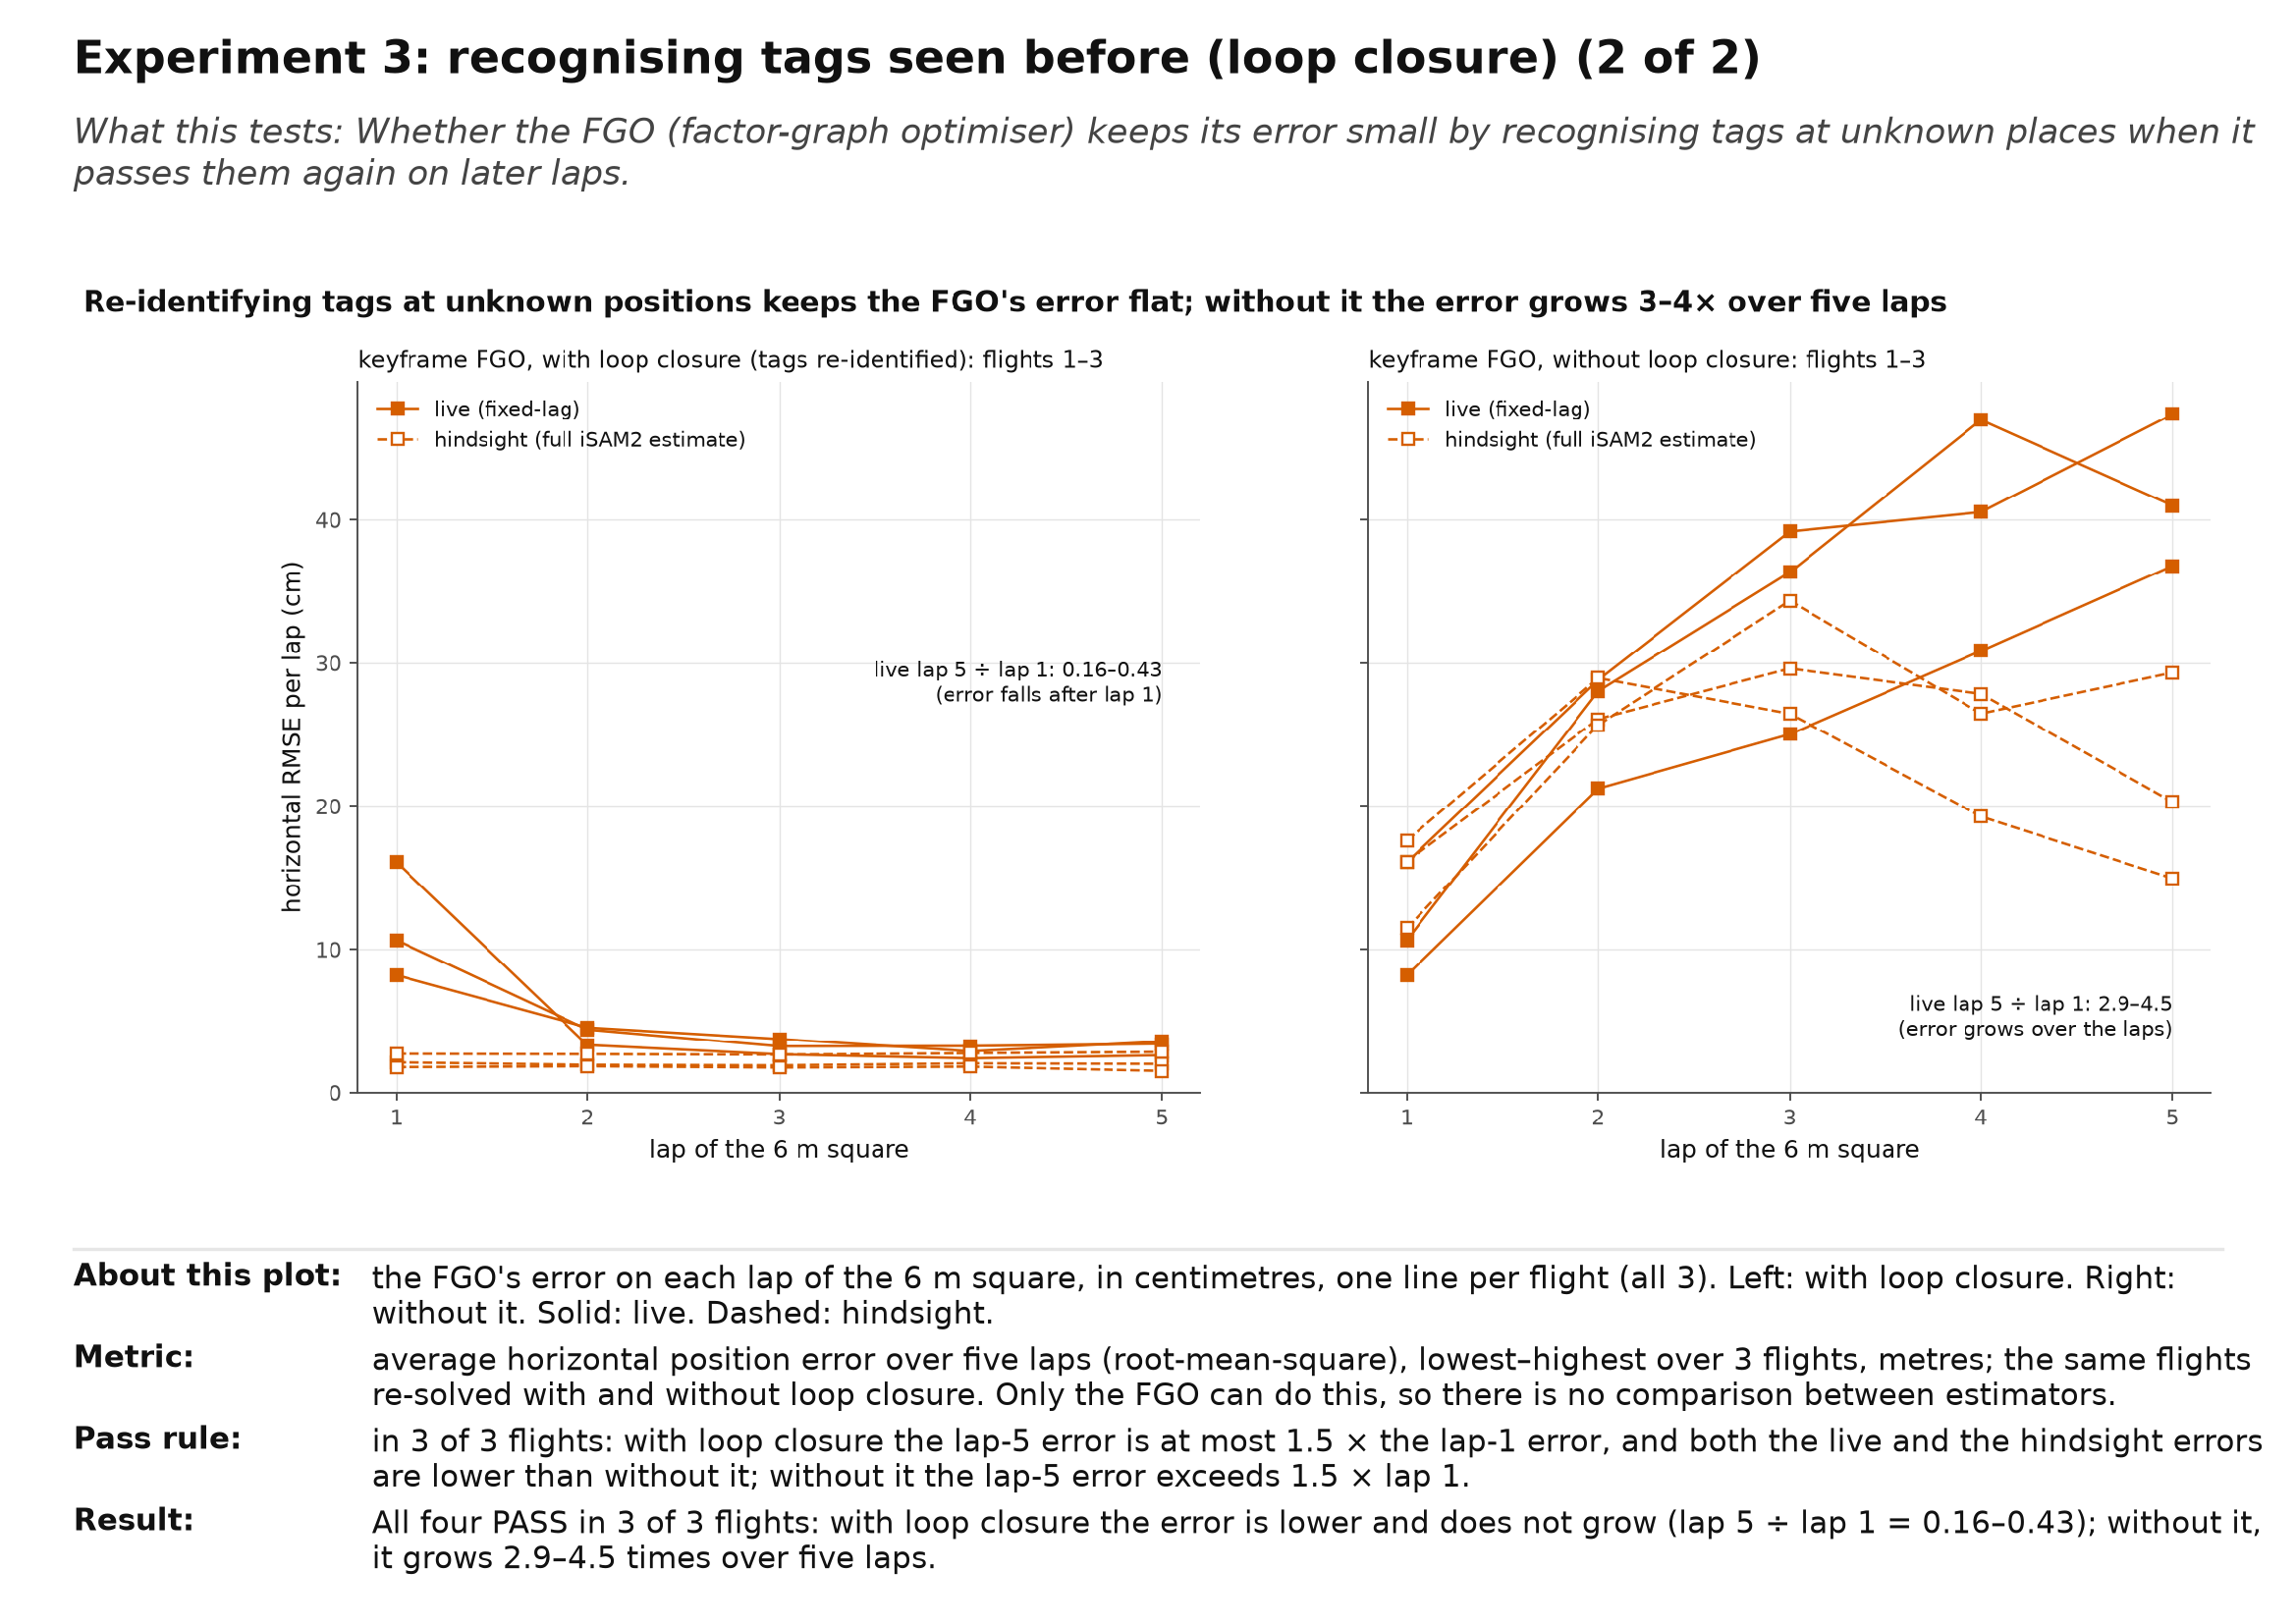 Experiment 3: recognising tags seen before (loop closure) (2 of 2)
What this tests: Whether the FGO (factor-graph optimiser) keeps its error small by recognising tags at unknown places when it
passes them again on later laps.
Re-identifying tags at unknown positions keeps the FGO's error flat; without it the error grows 3–4× over five laps
keyframe FGO, with loop closure (tags re-identified): flights 1–3
live (fixed-lag)
hindsight (full iSAM2 estimate)
live lap 5 ÷ lap 1: 0.16–0.43
(error falls after lap 1)
horizontal RMSE per lap (cm)
40
30
20
10
0
1 2 3 4 5
lap of the 6 m square
keyframe FGO, without loop closure: flights 1–3
live (fixed-lag)
hindsight (full iSAM2 estimate)
live lap 5 ÷ lap 1: 2.9–4.5
(error grows over the laps)
1 2 3 4 5
lap of the 6 m square
About this plot: the FGO's error on each lap of the 6 m square, in centimetres, one line per flight (all 3). Left: with loop closure. Right:
without it. Solid: live. Dashed: hindsight.
Metric: average horizontal position error over five laps (root-mean-square), lowest–highest over 3 flights, metres; the same flights
re-solved with and without loop closure. Only the FGO can do this, so there is no comparison between estimators.
Pass rule: in 3 of 3 flights: with loop closure the lap-5 error is at most 1.5 × the lap-1 error, and both the live and the hindsight errors
are lower than without it; without it the lap-5 error exceeds 1.5 × lap 1.
Result: All four PASS in 3 of 3 flights: with loop closure the error is lower and does not grow (lap 5 ÷ lap 1 = 0.16–0.43); without it,
it grows 2.9–4.5 times over five laps.